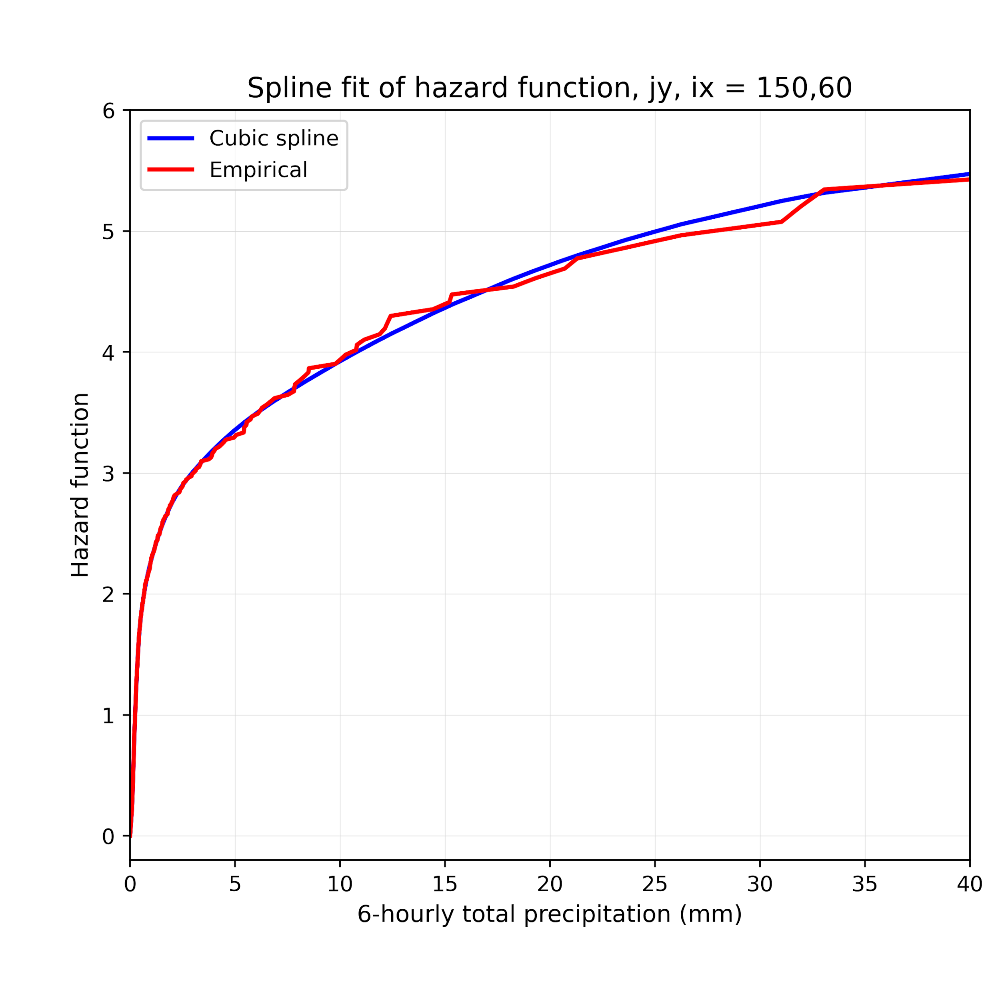 Spline fit of hazard function, jy, ix = 150,60
Cubic spline
Empirical
6
5
4
3
2
1
0
Hazard function
0 5 10 15 20 25 30 35 40
6-hourly total precipitation (mm)